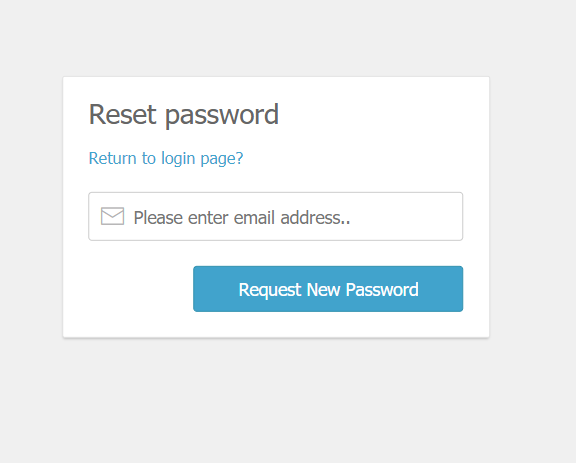 Reset password
Return to login page?
Please enter email address..
Request New Password